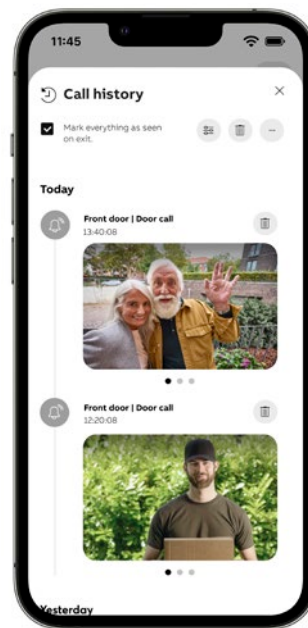 11:45
Call history
Mark everything as seen
on exit.
Today
Front door | Door call
13:40:08
Front door | Door call
12:20:08
Yesterday